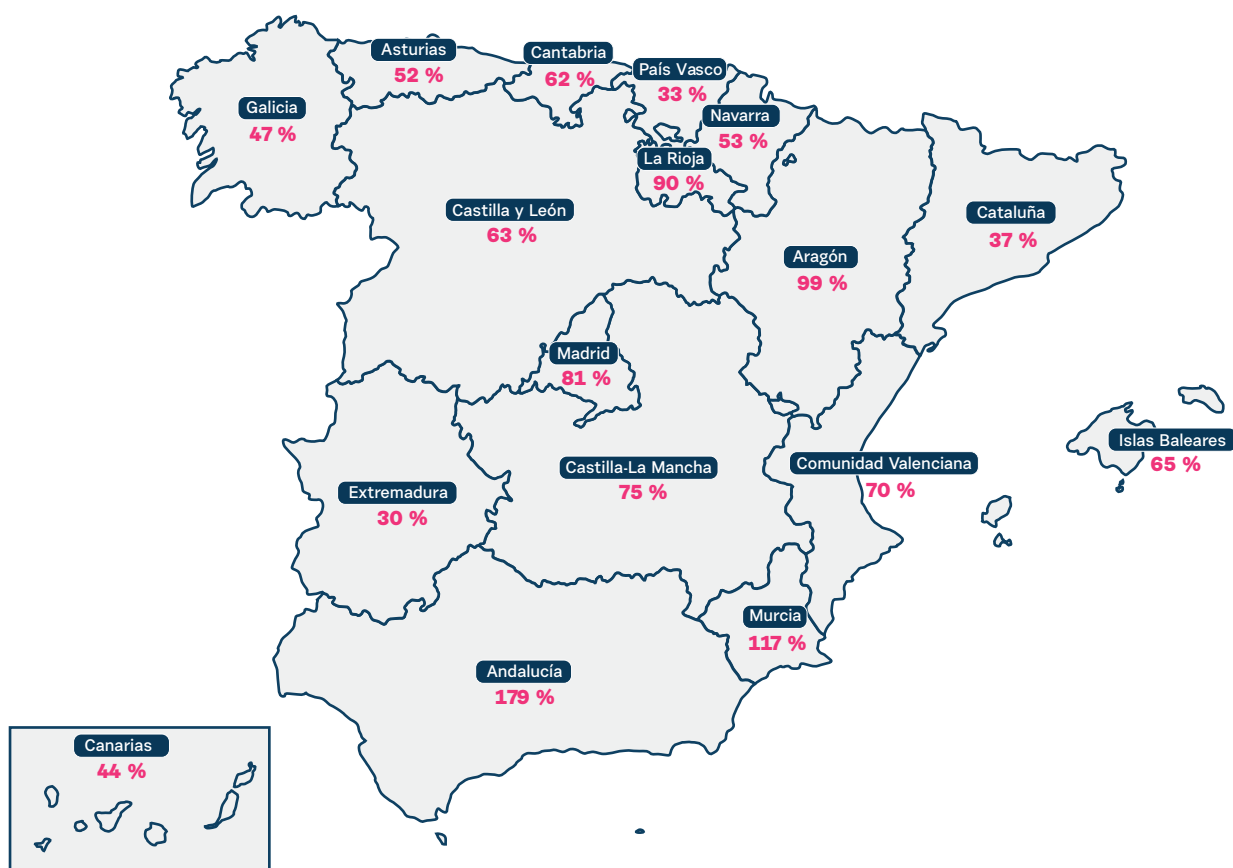 Asturias
52 %
Cantabria
62 %
País Vasco
33 %
Galicia
47 %
Navarra
53 %
La Rioja
90 %
Castilla y León
63 %
Cataluña
37 %
Aragón
99 %
Madrid
81 %
Islas Baleares
65 %
Castilla-La Mancha
75 %
Comunidad Valenciana
70 %
Extremadura
30 %
Murcia
117 %
Andalucía
179 %
Canarias
44 %